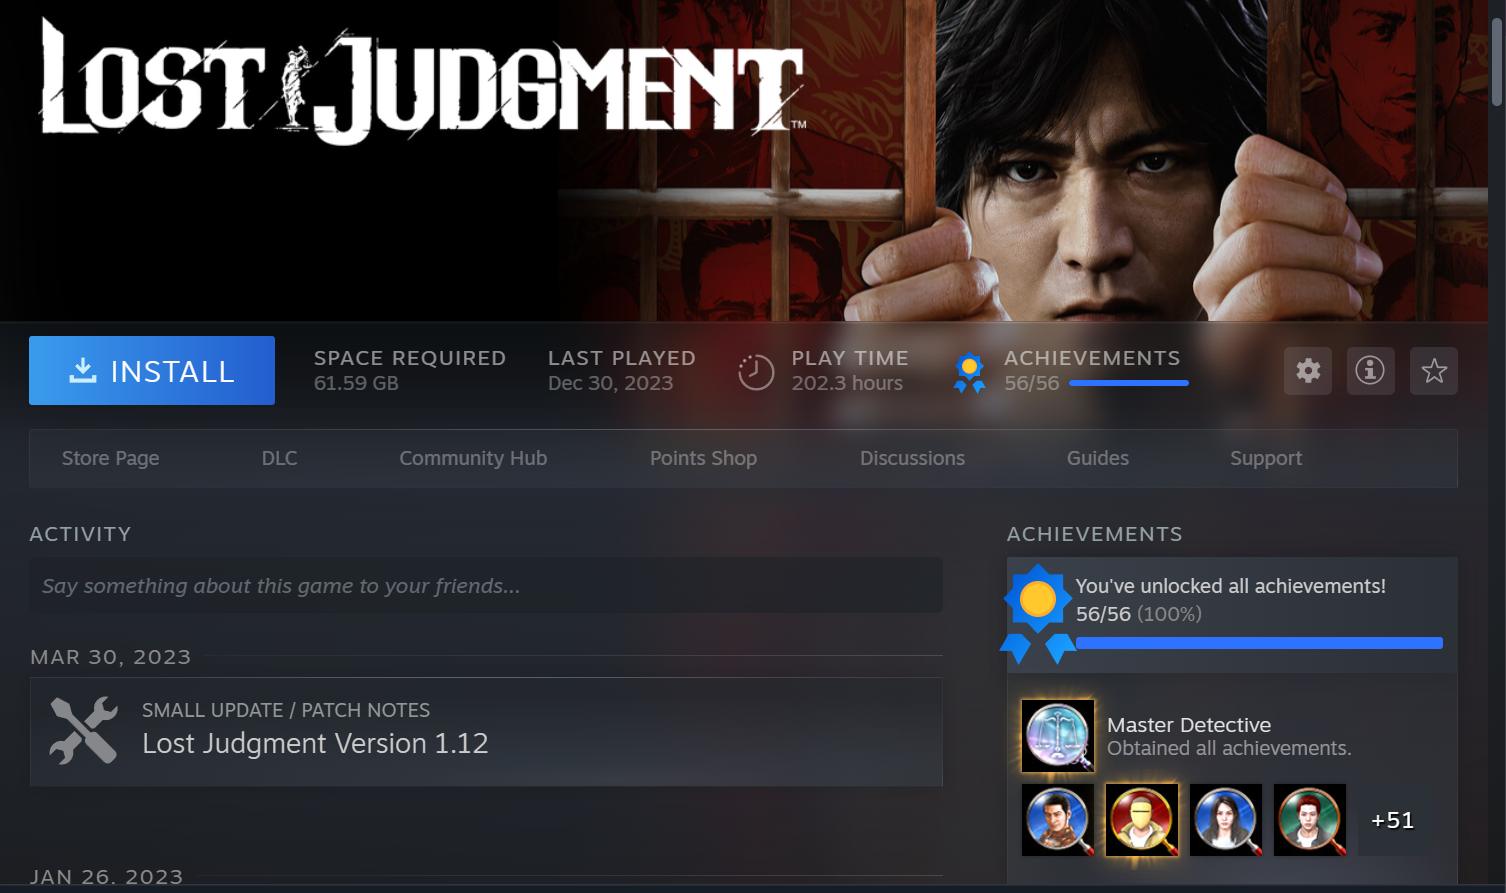 LOST JUDGMENT™
INSTALL
SPACE REQUIRED
61.59 GB
LAST PLAYED
Dec 30, 2023
PLAY TIME
202.3 hours
ACHIEVEMENTS
56/56
Store Page
DLC
Community Hub
Points Shop
Discussions
Guides
Support
ACTIVITY
Say something about this game to your friends...
MAR 30, 2023
SMALL UPDATE / PATCH NOTES
Lost Judgment Version 1.12
JAN 26, 2023
ACHIEVEMENTS
You've unlocked all achievements!
56/56 (100%)
Master Detective
Obtained all achievements.
+51